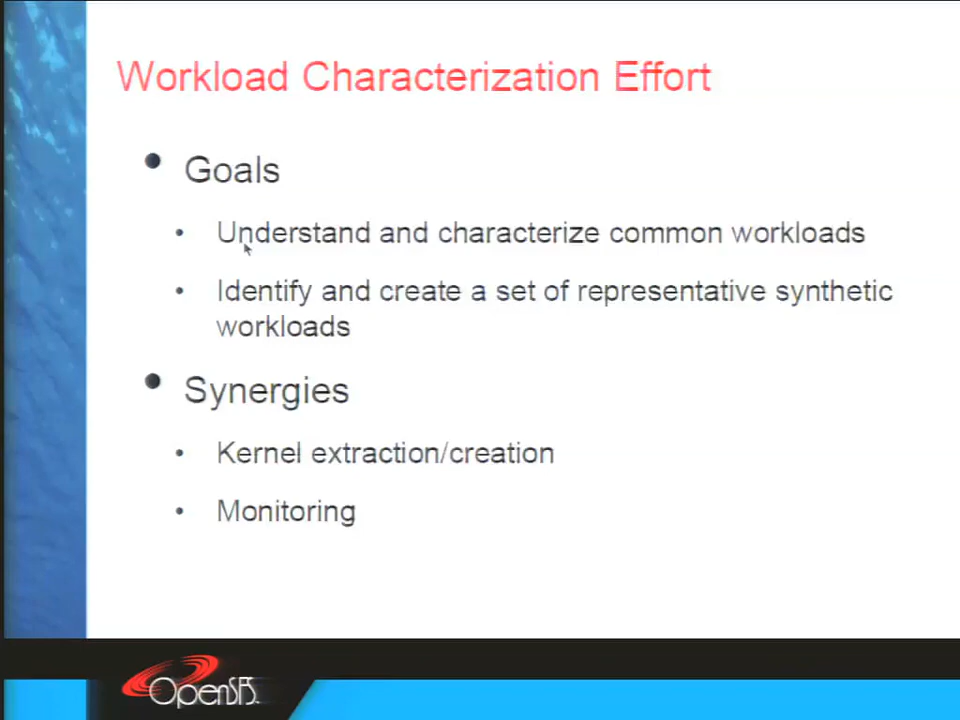 Workload Characterization Effort
• Goals
• Understand and characterize common workloads
• Identify and create a set of representative synthetic
workloads
• Synergies
• Kernel extraction/creation
• Monitoring
OpenSFS